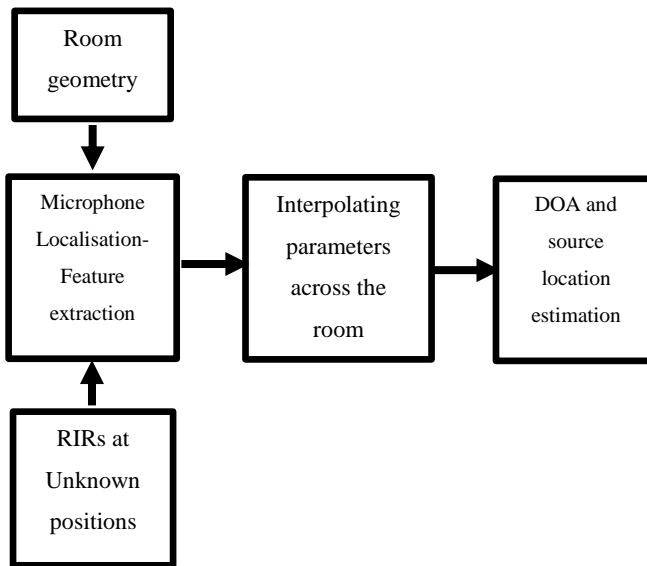 Room
geometry
Microphone
Localisation-
Feature
extraction
Interpolating
parameters
across the
room
DOA and
source
location
estimation
RIRs at
Unknown
positions